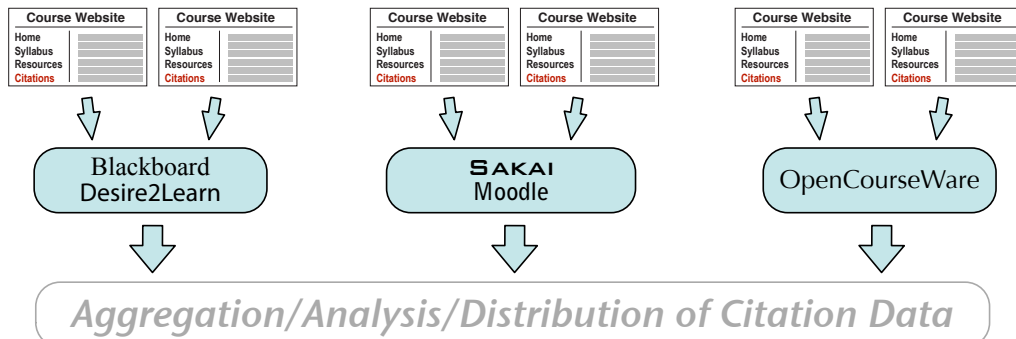 Course Website
Home
Syllabus
Resources
Citations
Course Website
Home
Syllabus
Resources
Citations
Course Website
Home
Syllabus
Resources
Citations
Course Website
Home
Syllabus
Resources
Citations
Course Website
Home
Syllabus
Resources
Citations
Course Website
Home
Syllabus
Resources
Citations
Blackboard
Desire2Learn
SAKAI
Moodle
OpenCourseWare
Aggregation/Analysis/Distribution of Citation Data